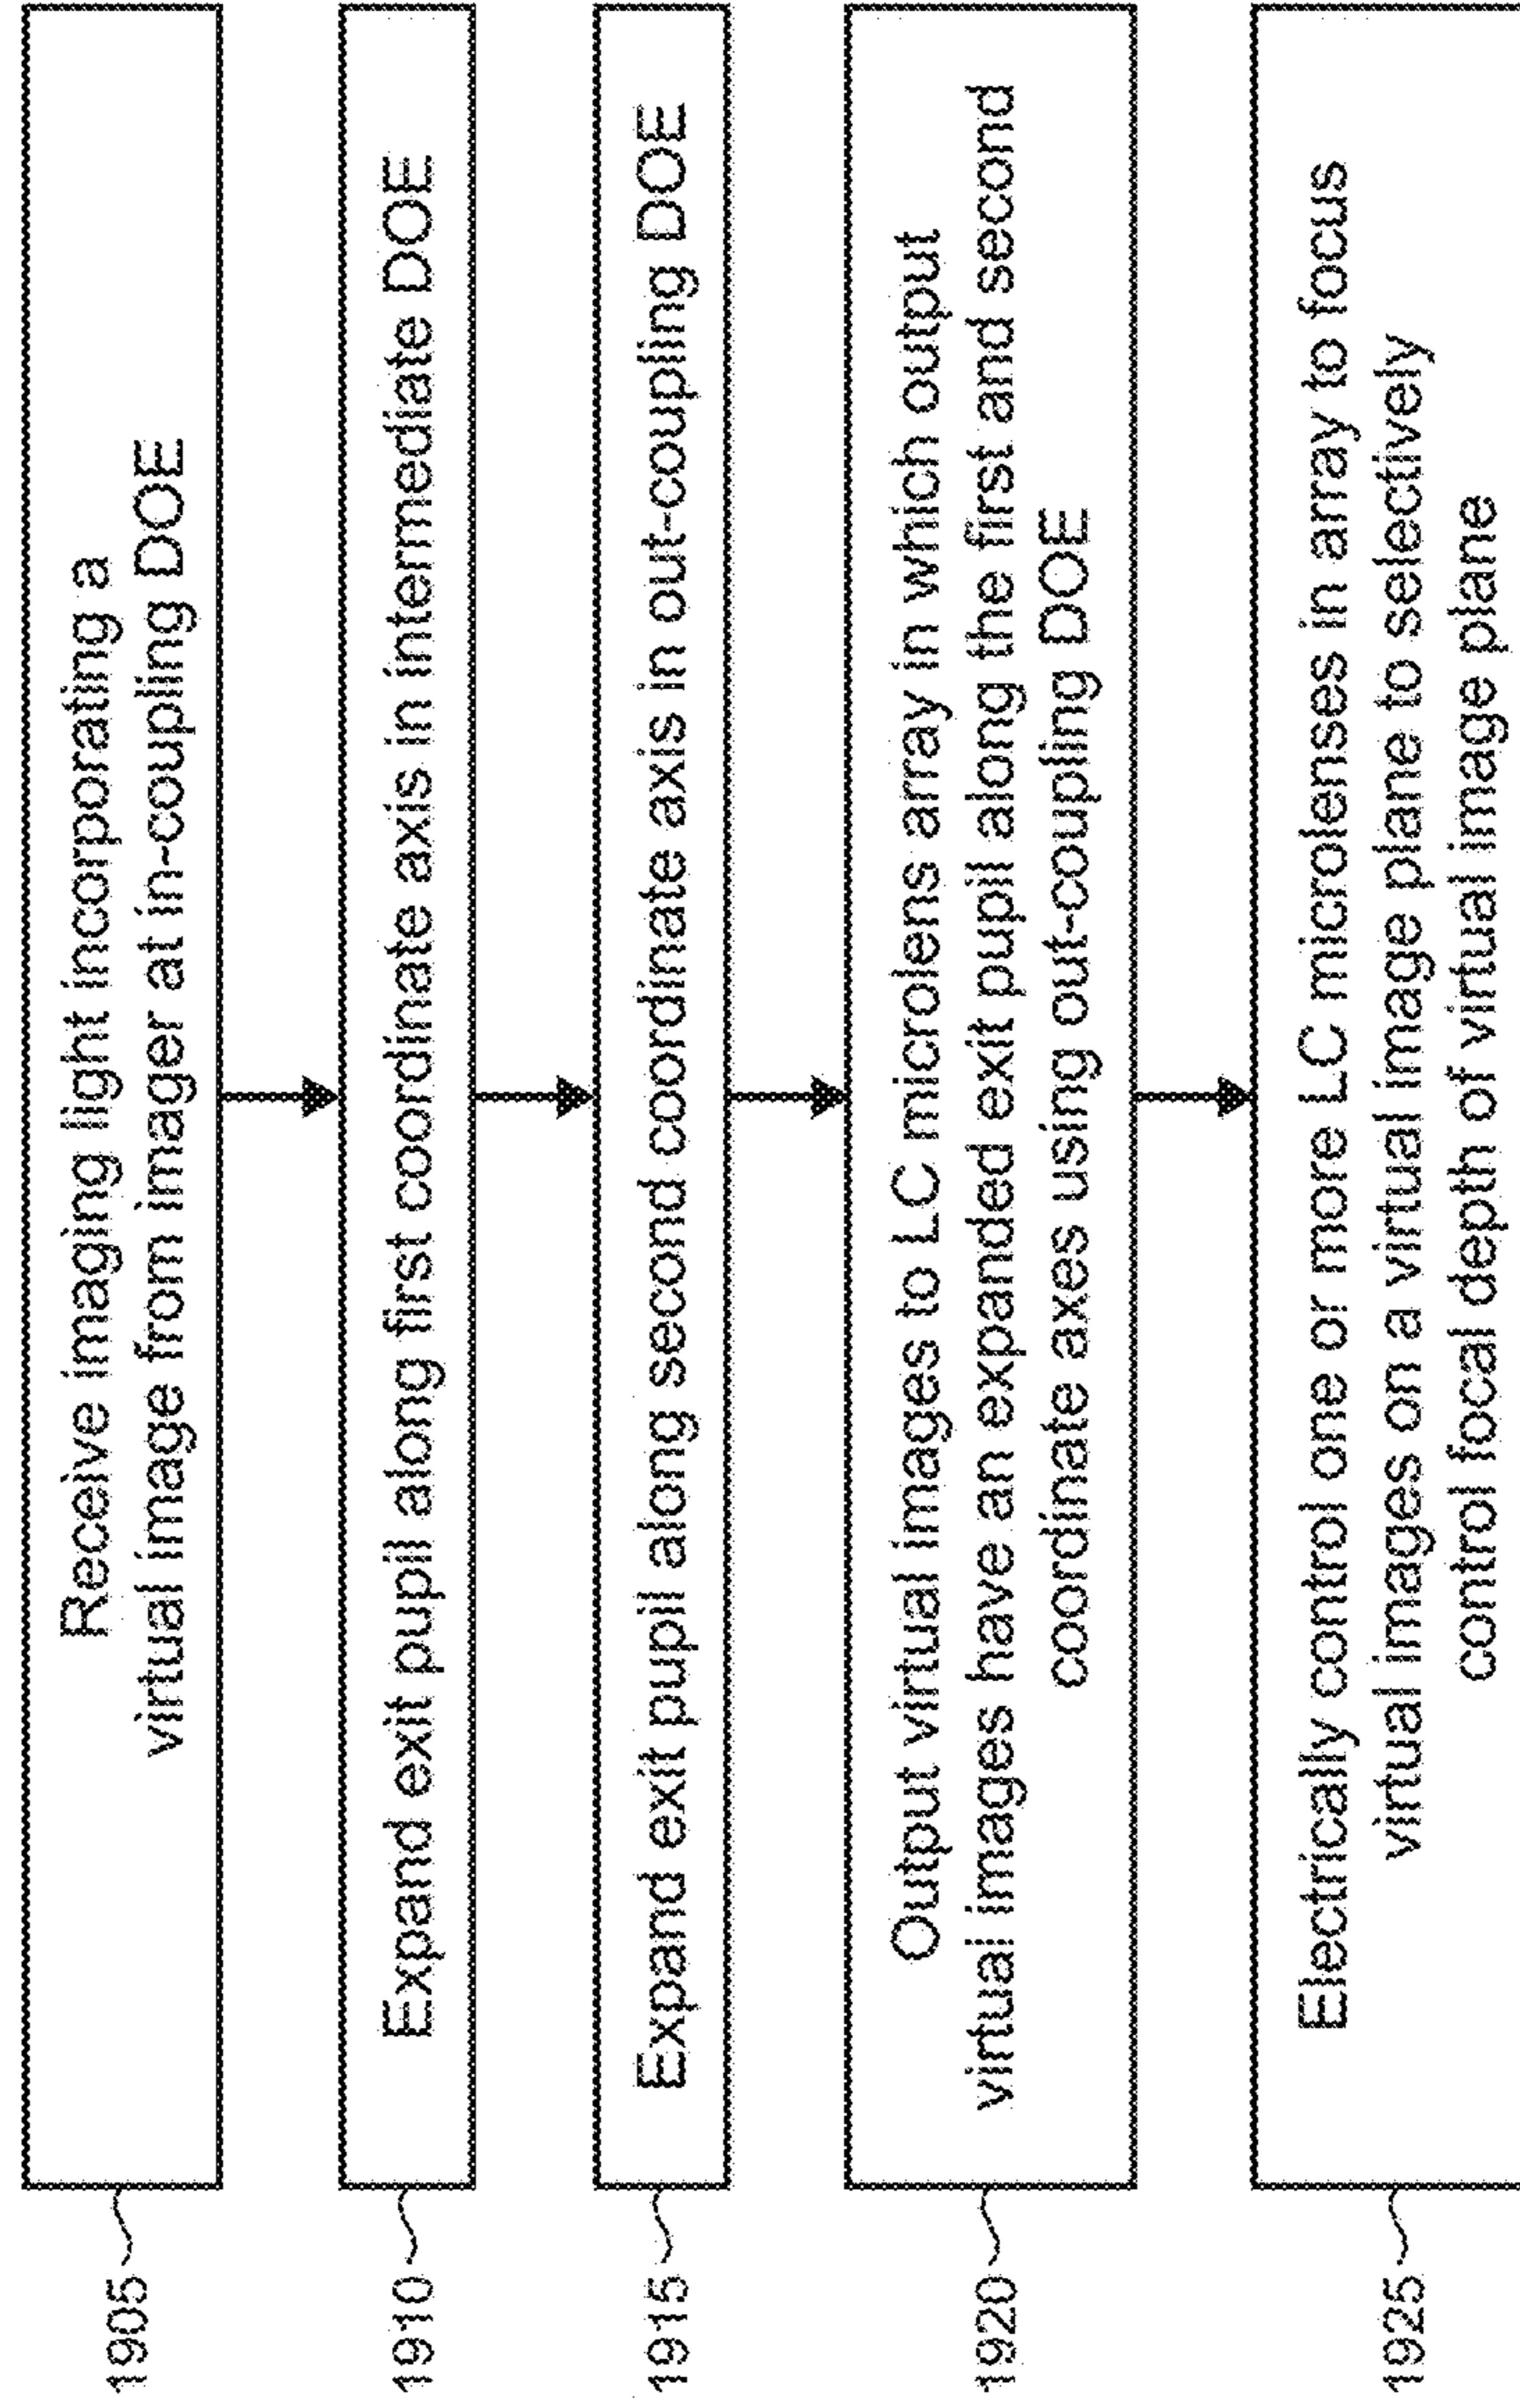 1905
Receive imaging light incorporating a
virtual image from imager at in-coupling DOE
1910
Expand exit pupil along first coordinate axis in intermediate DOE
1915
Expand exit pupil along second coordinate axis in out-coupling DOE
1920
Output virtual images to LC microlens array in which output
virtual images have an expanded exit pupil along the first and second
coordinate axes using out-coupling DOE
1925
Electrically control one or more LC microlenses in array to focus
virtual images on a virtual image plane to selectively
control focal depth of virtual image plane